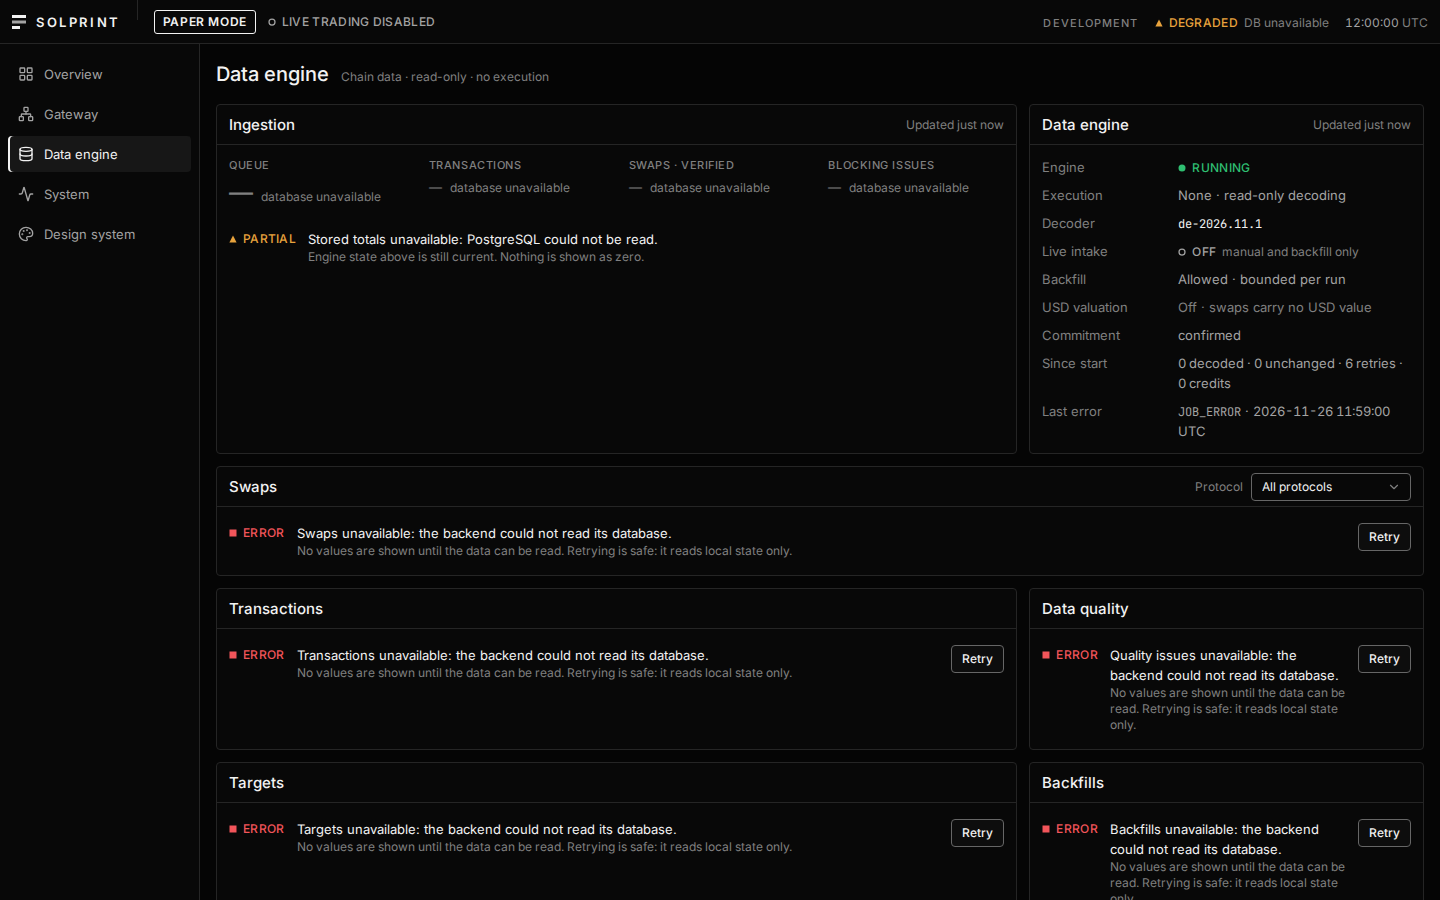 SOLPRINT
PAPER MODE
LIVE TRADING DISABLED
DEVELOPMENT
DEGRADED DB unavailable
12:00:00 UTC
Overview
Gateway
Data engine
System
Design system
Data engine
Chain data · read-only · no execution
Ingestion
Updated just now
QUEUE
— database unavailable
TRANSACTIONS
— database unavailable
SWAPS · VERIFIED
— database unavailable
BLOCKING ISSUES
— database unavailable
PARTIAL
Stored totals unavailable: PostgreSQL could not be read.
Engine state above is still current. Nothing is shown as zero.
Data engine
Updated just now
Engine RUNNING
Execution None · read-only decoding
Decoder de-2026.11.1
Live intake OFF manual and backfill only
Backfill Allowed · bounded per run
USD valuation Off · swaps carry no USD value
Commitment confirmed
Since start 0 decoded · 0 unchanged · 6 retries ·
0 credits
Last error JOB_ERROR · 2026-11-26 11:59:00
UTC
Swaps
Protocol All protocols
ERROR
Swaps unavailable: the backend could not read its database.
No values are shown until the data can be read. Retrying is safe: it reads local state only.
Retry
Transactions
ERROR
Transactions unavailable: the backend could not read its database.
No values are shown until the data can be read. Retrying is safe: it reads local state only.
Retry
Data quality
ERROR
Quality issues unavailable: the
backend could not read its database.
No values are shown until the data can be
read. Retrying is safe: it reads local state
only.
Retry
Targets
ERROR
Targets unavailable: the backend could not read its database.
No values are shown until the data can be read. Retrying is safe: it reads local state only.
Retry
Backfills
ERROR
Backfills unavailable: the backend
could not read its database.
No values are shown until the data can be
read. Retrying is safe: it reads local state
only.
Retry